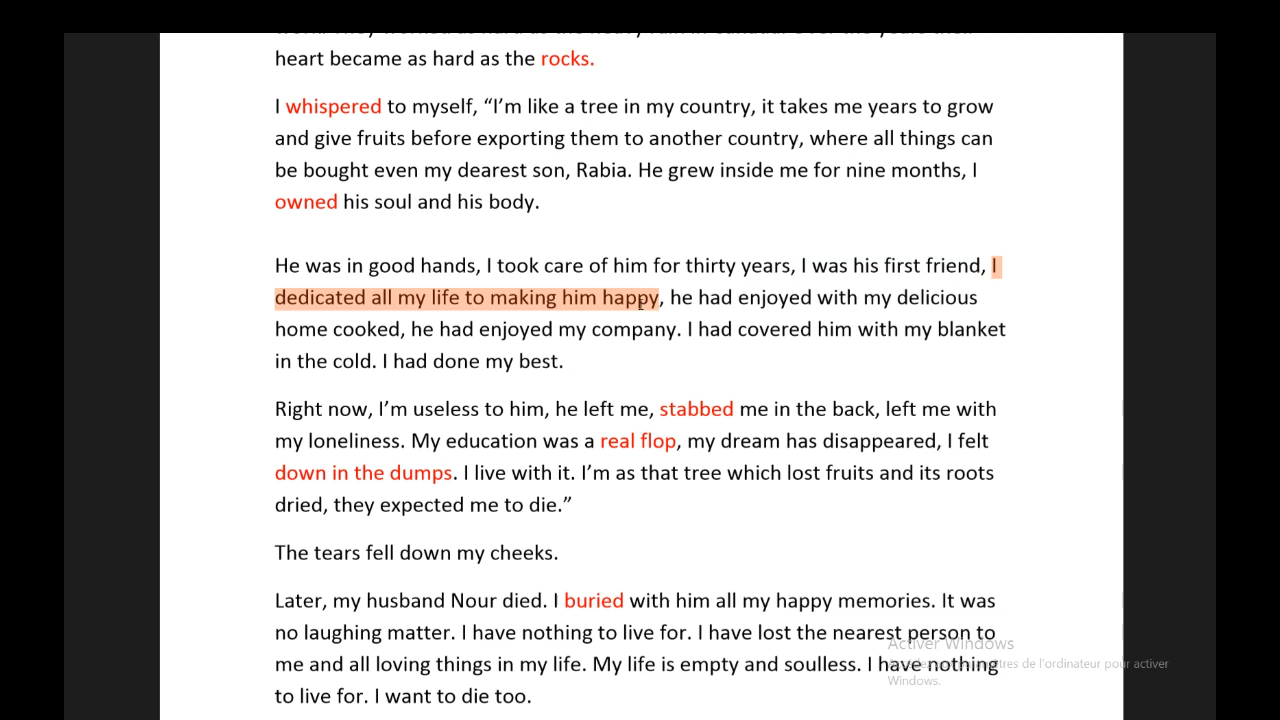 heart became as hard as the rocks.
I whispered to myself, “I’m like a tree in my country, it takes me years to grow
and give fruits before exporting them to another country, where all things can
be bought even my dearest son, Rabia. He grew inside me for nine months, I
owned his soul and his body.
He was in good hands, I took care of him for thirty years, I was his first friend, I
dedicated all my life to making him happy, he had enjoyed with my delicious
home cooked, he had enjoyed my company. I had covered him with my blanket
in the cold. I had done my best.
Right now, I’m useless to him, he left me, stabbed me in the back, left me with
my loneliness. My education was a real flop, my dream has disappeared, I felt
down in the dumps. I live with it. I’m as that tree which lost fruits and its roots
dried, they expected me to die.”
The tears fell down my cheeks.
Later, my husband Nour died. I buried with him all my happy memories. It was
no laughing matter. I have nothing to live for. I have lost the nearest person to
me and all loving things in my life. My life is empty and soulless. I have nothing
to live for. I want to die too.
Activer Windows
de l'ordinateur pour activer
Windows.